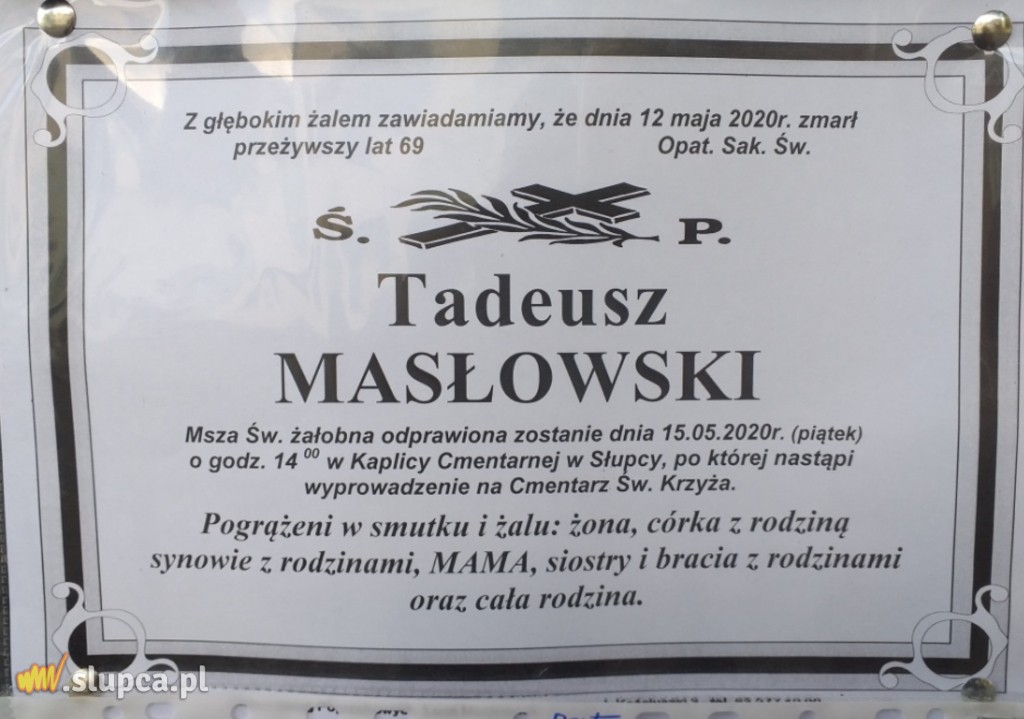 Z głębokim żalem zawiadamiamy, że dnia 12 maja 2020r. zmarł
przeżywszy lat 69 Opat. Sak. Św.
Ś. P.
Tadeusz
MASŁOWSKI
Msza Św. żałobna odprawiona zostanie dnia 15.05.2020r. (piątek)
o godz. 14 00 w Kaplicy Cmentarnej w Słupcy, po której nastąpi
wyprowadzenie na Cmentarz Św. Krzyża.
Pogrążeni w smutku i żalu: żona, córka z rodziną
synowie z rodzinami, MAMA, siostry i bracia z rodzinami
oraz cała rodzina.
.slupca.pl